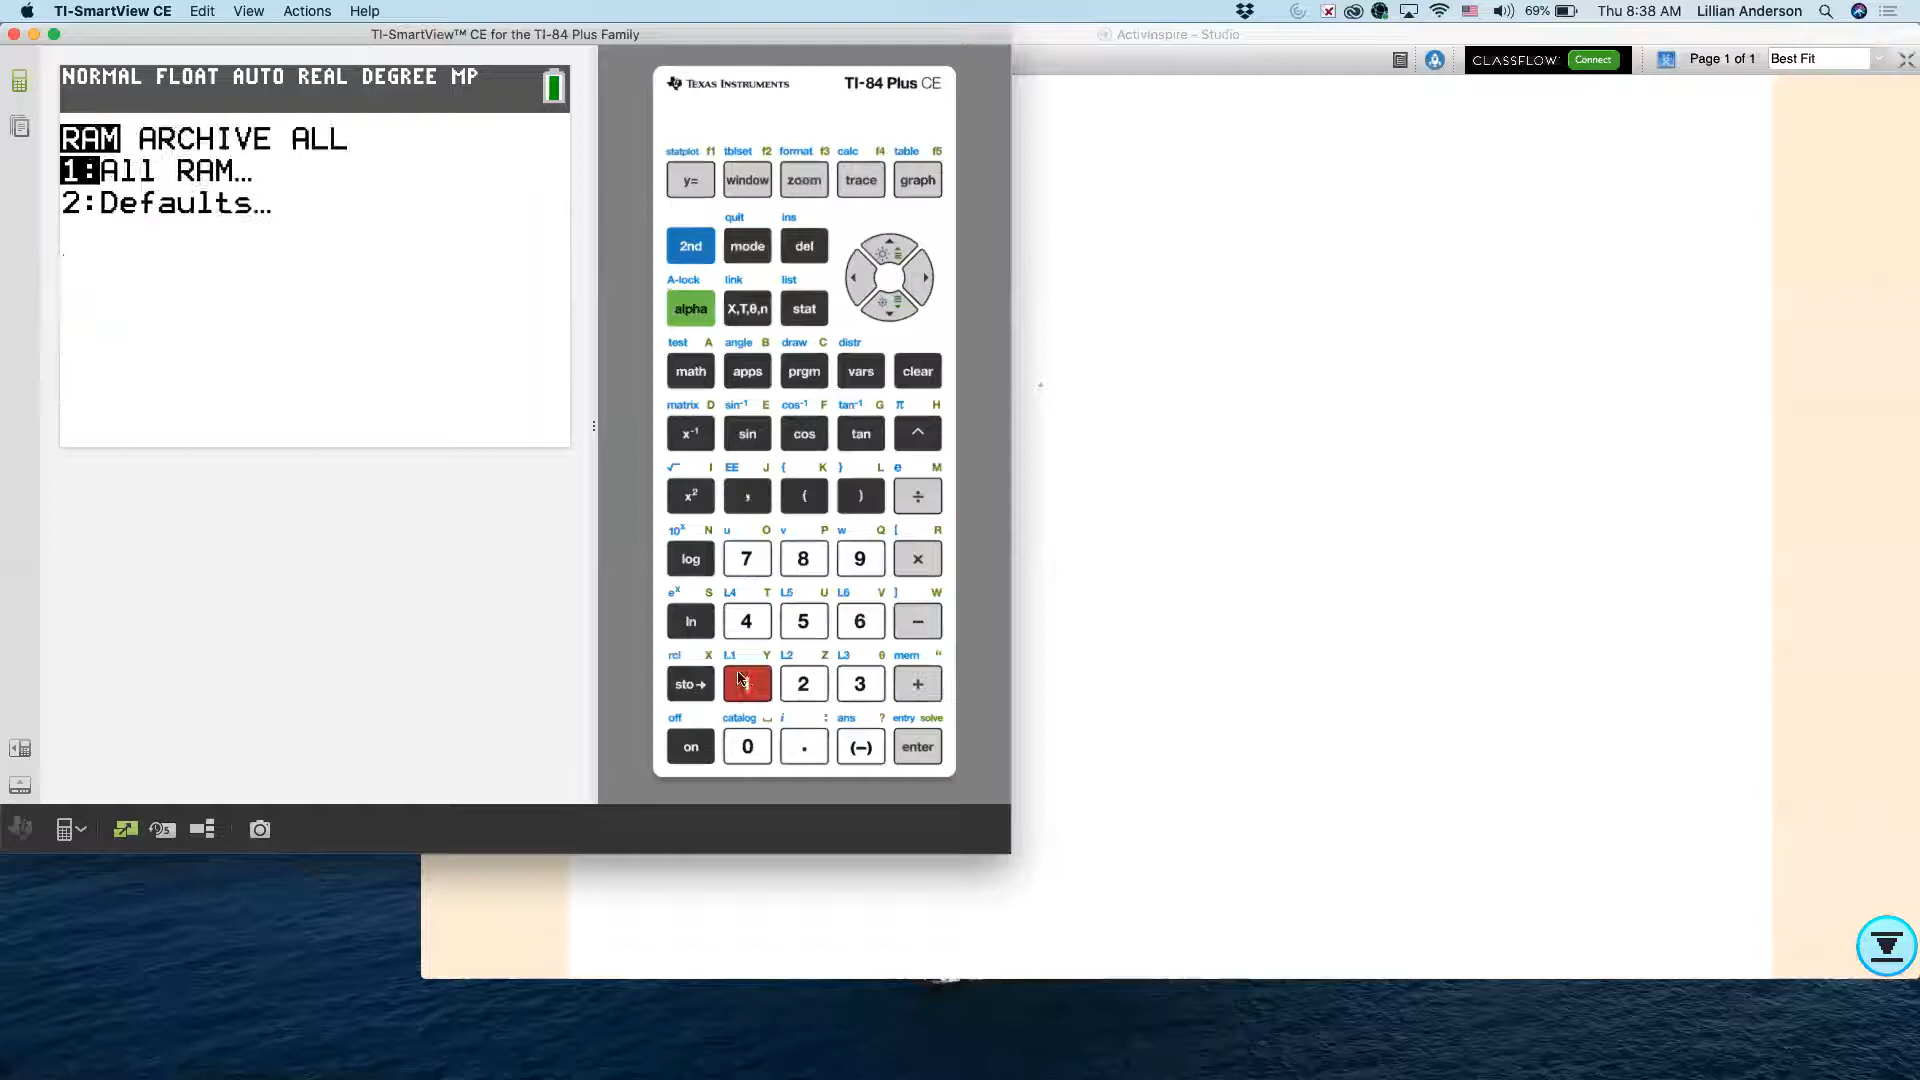 TI-SmartView CE Edit View Actions Help 69% Thu 8:38 AM Lillian Anderson
TI-SmartView™ CE for the TI-84 Plus Family
ActivInspire - Studio
CLASSFLOW Connect Page 1 of 1 Best Fit
NORMAL FLOAT AUTO REAL DEGREE MP
RAM ARCHIVE ALL
1:All RAM…
2:Defaults…
TEXAS INSTRUMENTS TI-84 Plus CE
statplot f1 tblset f2 format f3 calc f4 table f5
y= window zoom trace graph
quit ins
2nd mode del
A-lock link list
alpha X,T,θ,n stat
test A angle B draw C distr
math apps prgm vars clear
matrix D sin⁻¹ E cos⁻¹ F tan⁻¹ G π H
x⁻¹ sin cos tan ^
√ I EE J { K } L e M
x² , ( ) ÷
10ˣ N u O v P w Q [ R
log 7 8 9 ×
eˣ S L4 T L5 U L6 V ] W
ln 4 5 6 −
rcl X L1 Y L2 Z L3 θ mem "
sto→ 2 3 +
off catalog ⎵ i : ans ? entry solve
on 0 . (−) enter